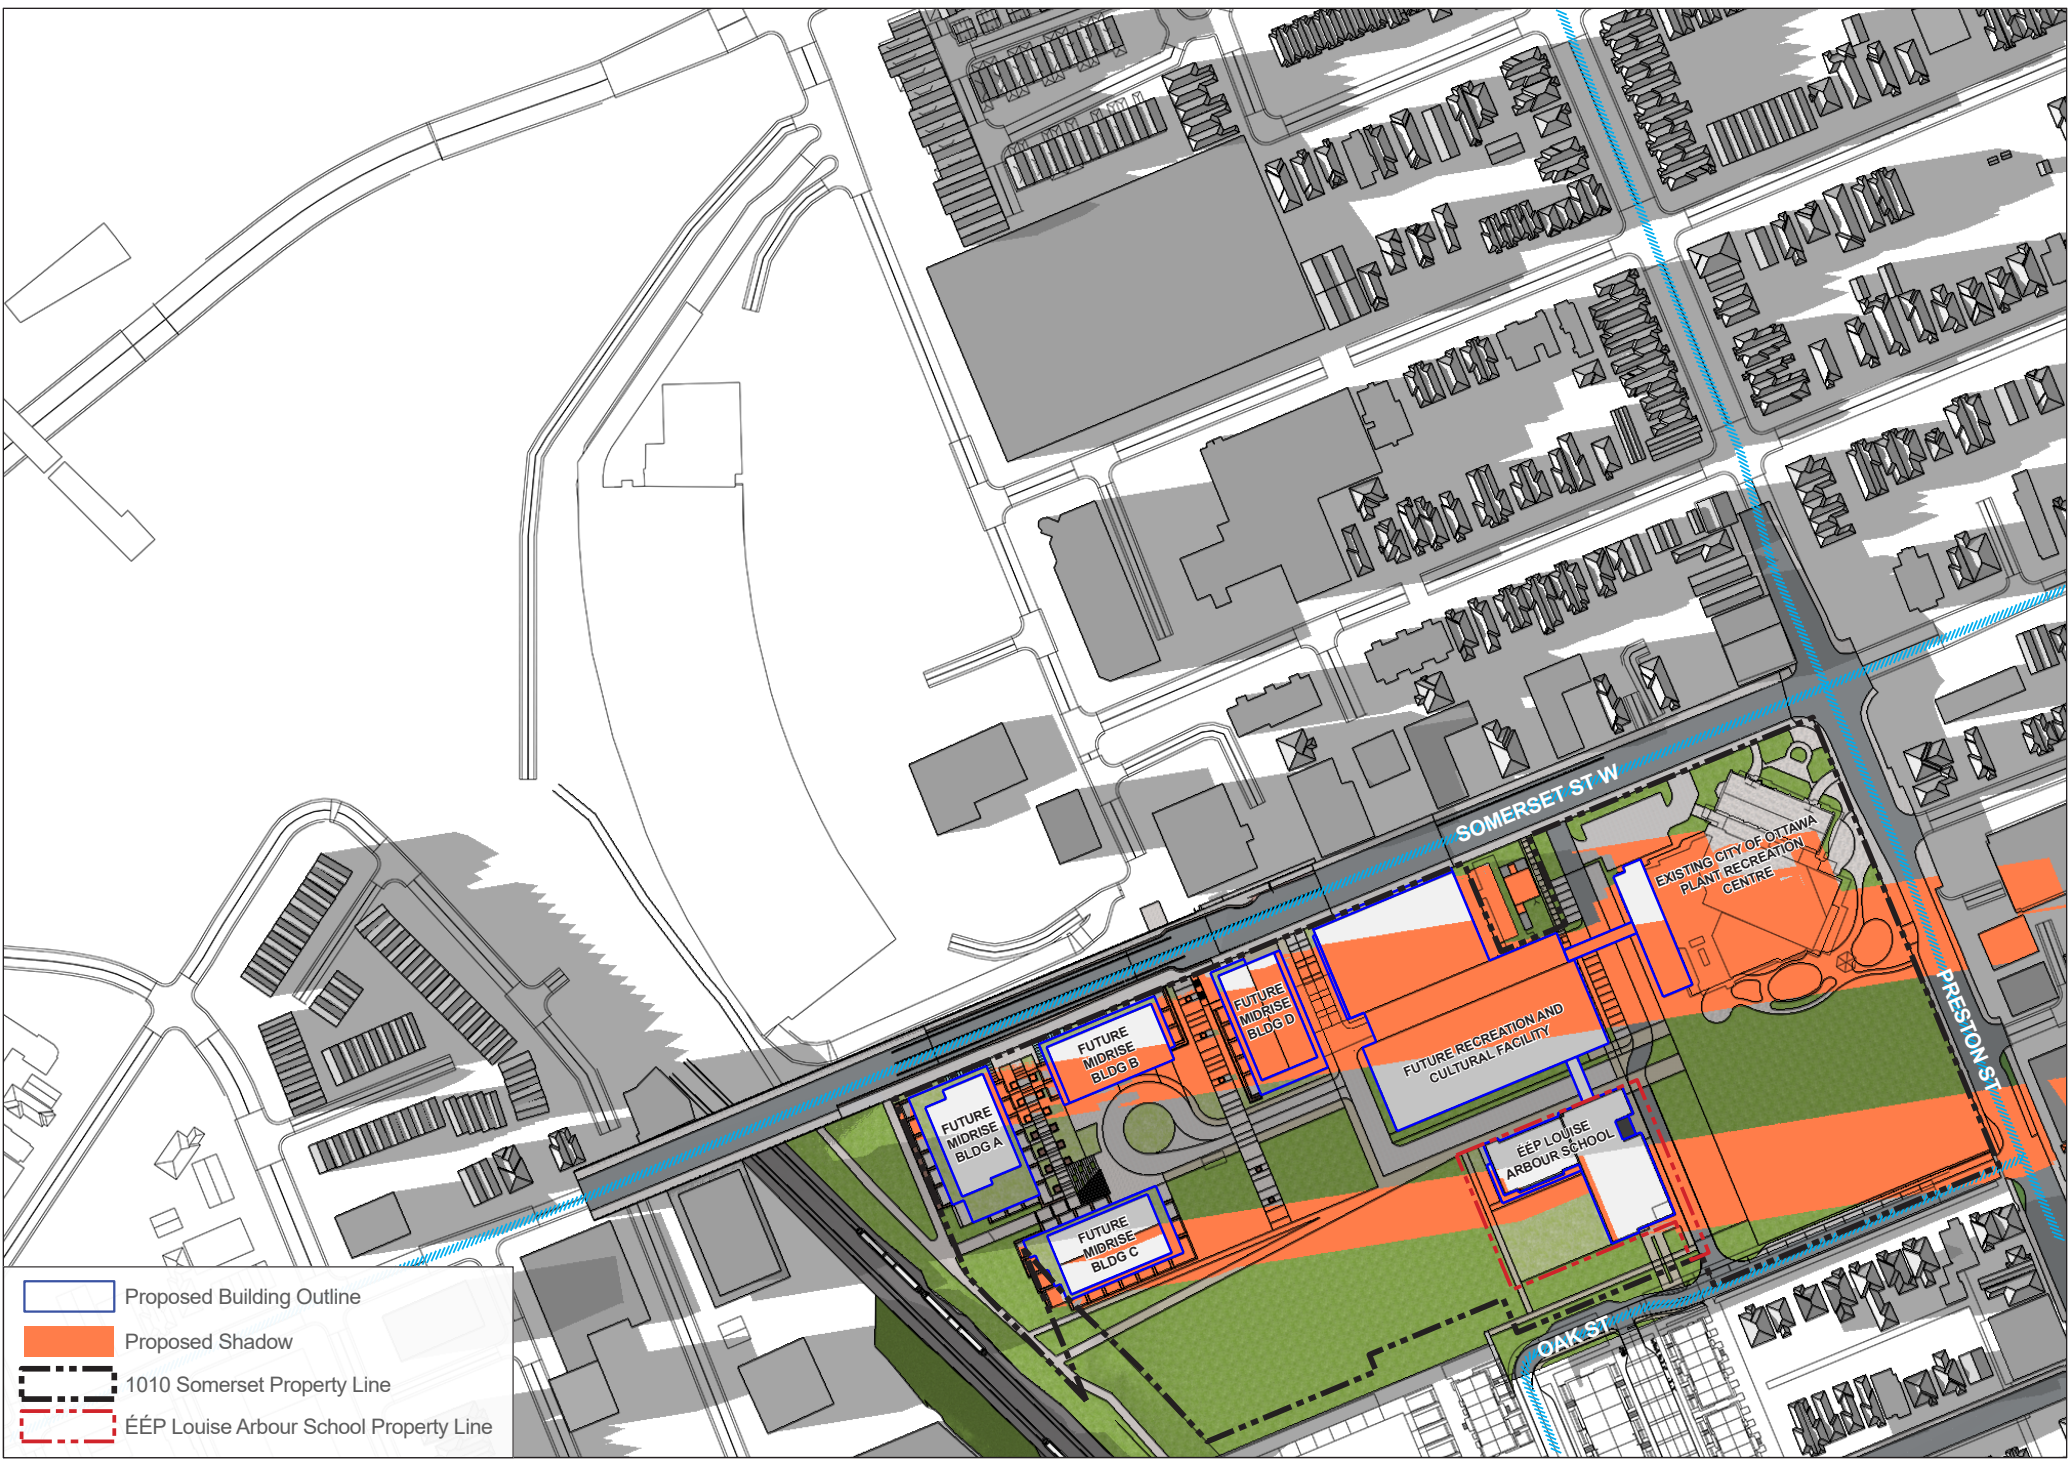 SOMERSET ST W
EXISTING CITY OF OTTAWA
PLANT RECREATION
CENTRE
FUTURE
MIDRISE
BLDG D
FUTURE
MIDRISE
BLDG B
FUTURE RECREATION AND
CULTURAL FACILITY
PRESTON ST
FUTURE
MIDRISE
BLDG A
ÉÉP LOUISE
ARBOUR SCHOOL
FUTURE
MIDRISE
BLDG C
OAK ST
Proposed Building Outline
Proposed Shadow
1010 Somerset Property Line
ÉÉP Louise Arbour School Property Line